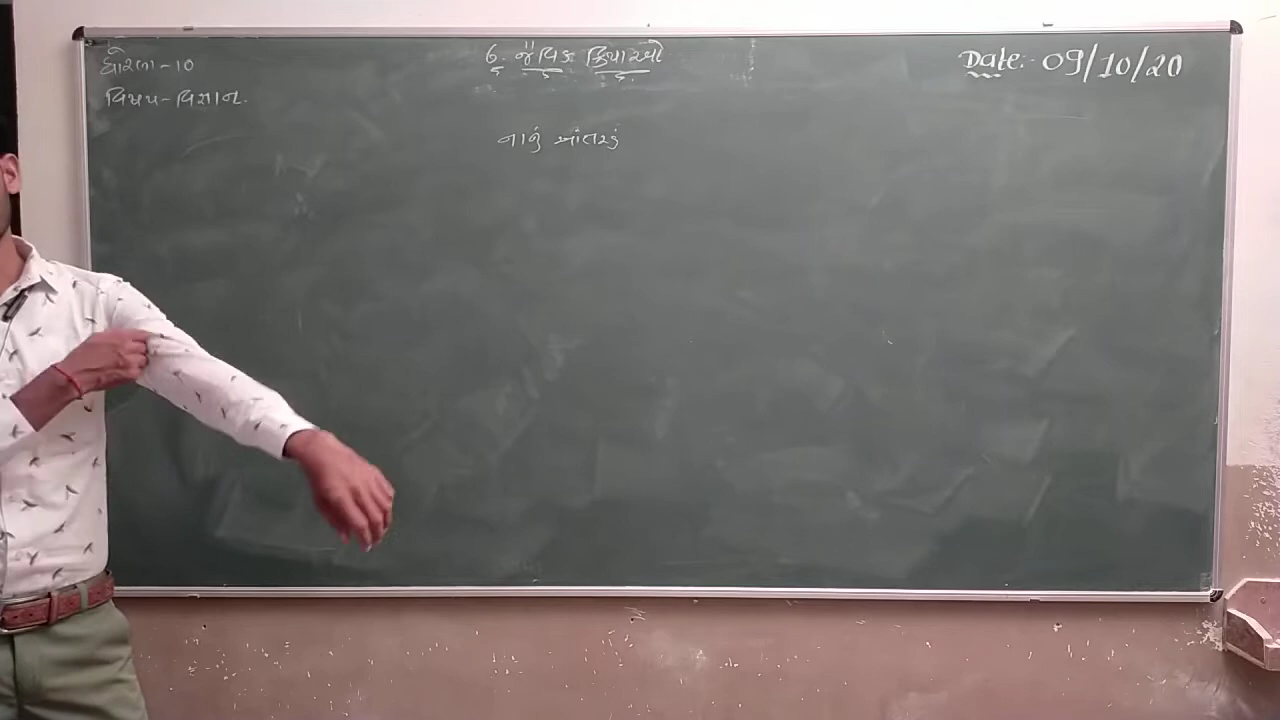 ધોરણ-10
6. જૈવિક ક્રિયાઓ
Date:- 09/10/20
વિષય-વિજ્ઞાન.
નાનું આંતરડું